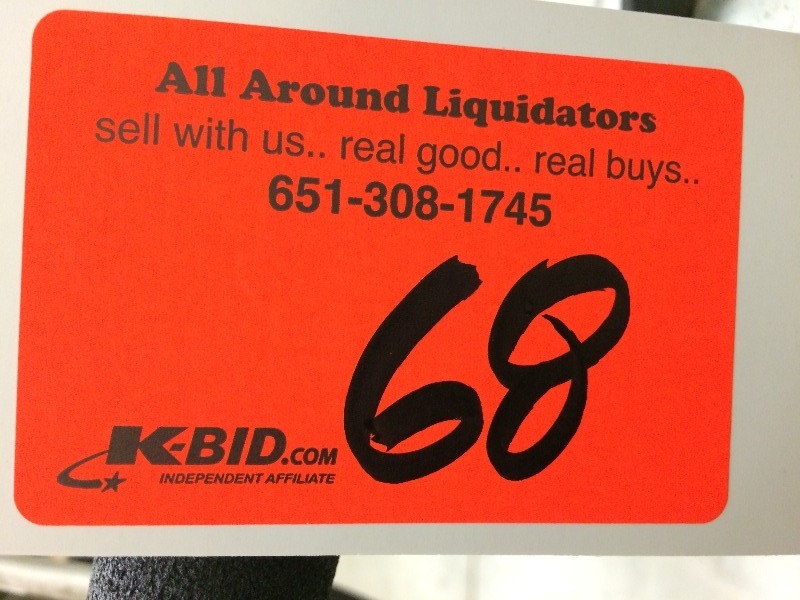 All Around Liquidators
sell with us.. real good.. real buys..
651-308-1745
68
K-BID.COM
INDEPENDENT AFFILIATE